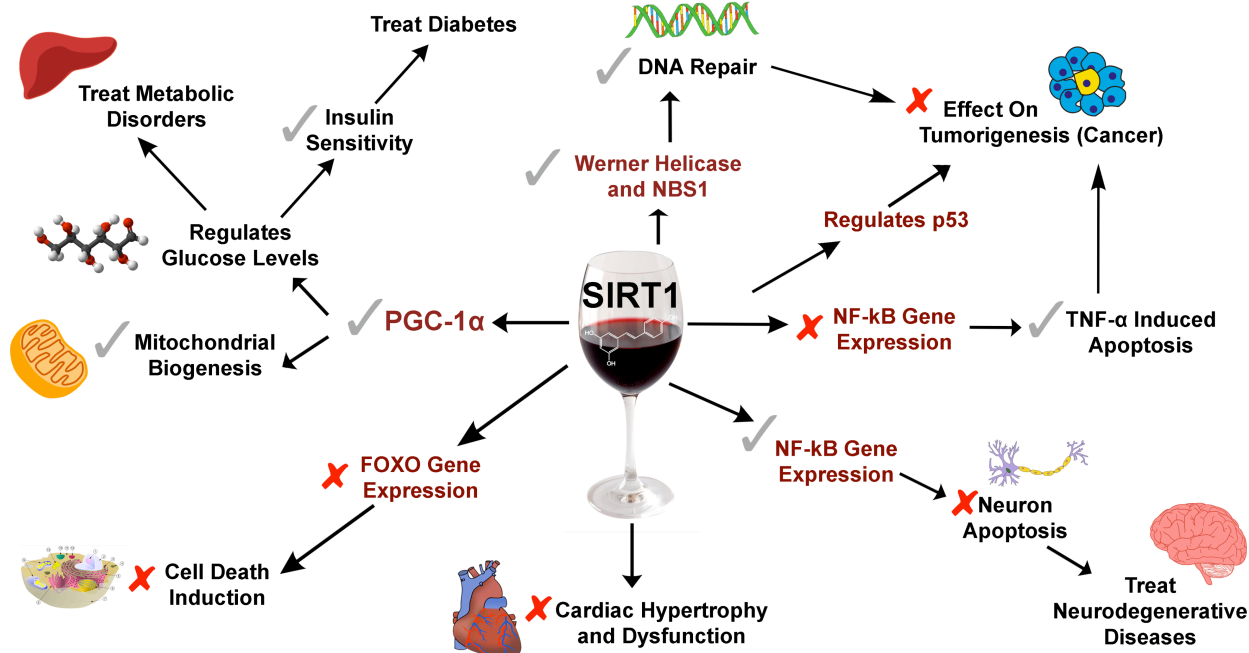 Treat Diabetes
DNA Repair
Treat Metabolic
Disorders
Insulin
Sensitivity
Effect On
Tumorigenesis (Cancer)
Werner Helicase
and NBS1
Regulates p53
Regulates
Glucose Levels
SIRT1
HO
OH
PGC-1α
NF-kB Gene
Expression
TNF-α Induced
Apoptosis
Mitochondrial
Biogenesis
FOXO Gene
Expression
NF-kB Gene
Expression
Neuron
Apoptosis
Cell Death
Induction
Cardiac Hypertrophy
and Dysfunction
Treat
Neurodegenerative
Diseases